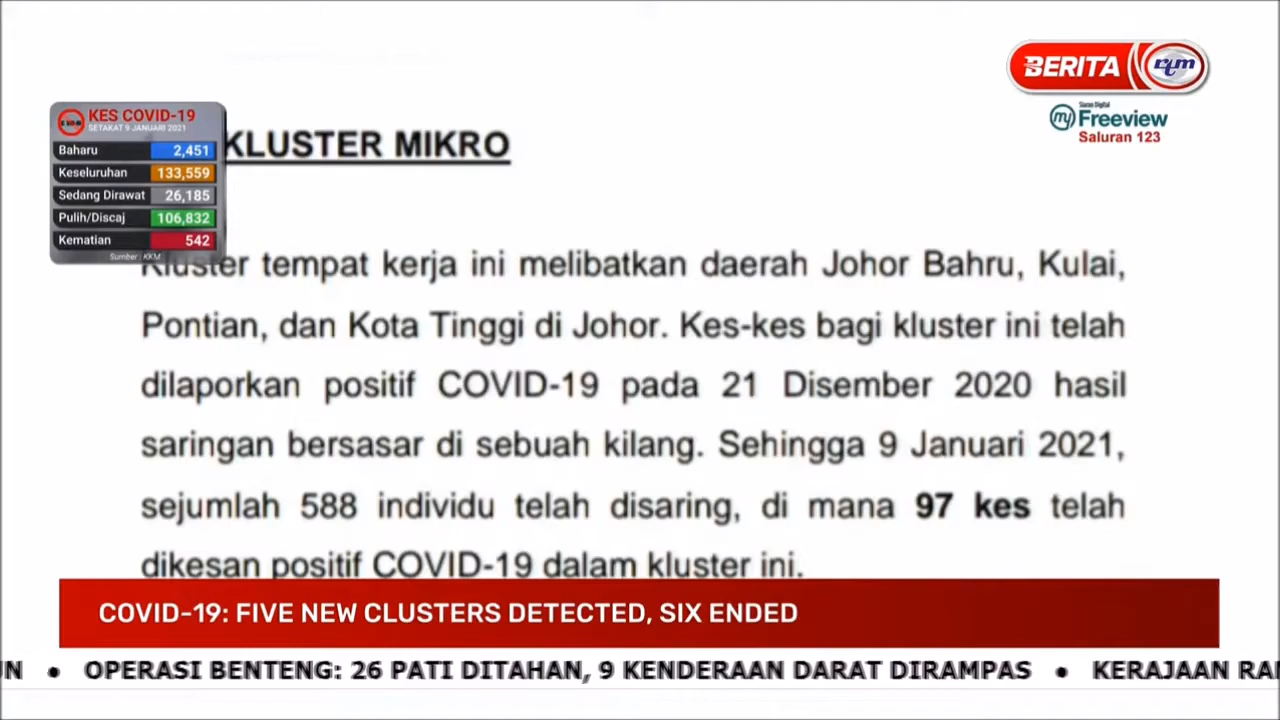 BERITA rtm
Siaran Digital
my Freeview
Saluran 123
KES COVID-19
SETAKAT 9 JANUARI 2021
Baharu 2,451
Keseluruhan 133,559
Sedang Dirawat 26,185
Pulih/Discaj 106,832
Kematian 542
Sumber : KKM
KLUSTER MIKRO
Kluster tempat kerja ini melibatkan daerah Johor Bahru, Kulai,
Pontian, dan Kota Tinggi di Johor. Kes-kes bagi kluster ini telah
dilaporkan positif COVID-19 pada 21 Disember 2020 hasil
saringan bersasar di sebuah kilang. Sehingga 9 Januari 2021,
sejumlah 588 individu telah disaring, di mana 97 kes telah
dikesan positif COVID-19 dalam kluster ini.
COVID-19: FIVE NEW CLUSTERS DETECTED, SIX ENDED
UN • OPERASI BENTENG: 26 PATI DITAHAN, 9 KENDERAAN DARAT DIRAMPAS • KERAJAAN RA